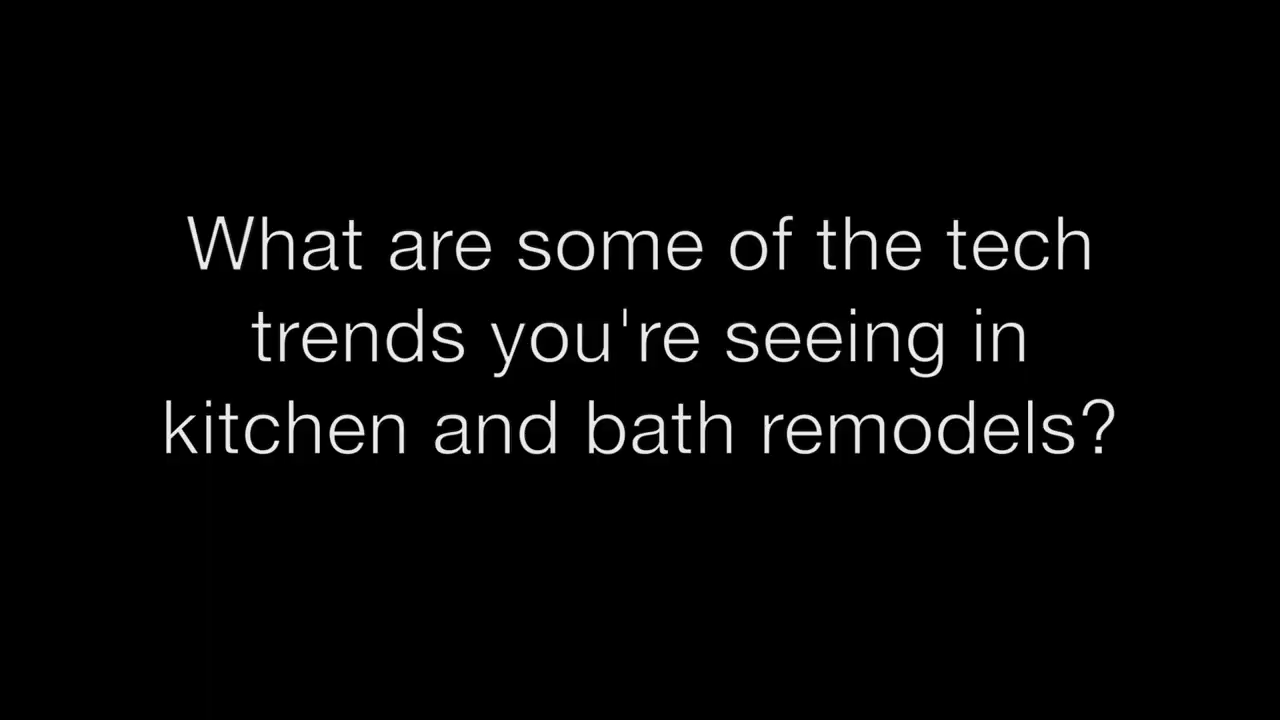 What are some of the tech
trends you're seeing in
kitchen and bath remodels?